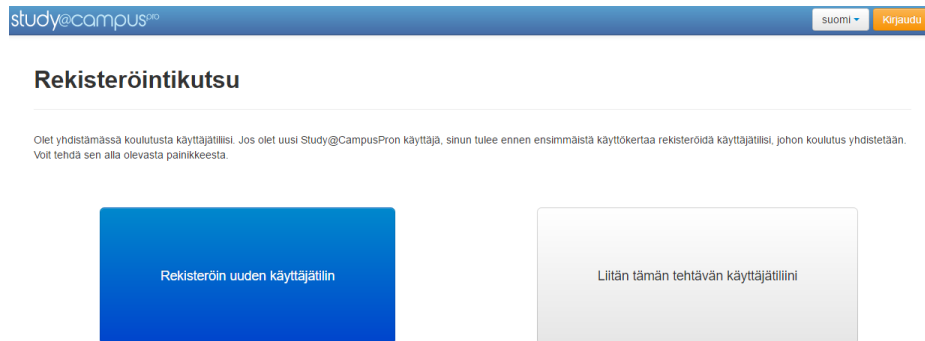 study@campuspro
suomi
Kirjaudu
Rekisteröintikutsu
Olet yhdistämässä koulutusta käyttäjätiliisi. Jos olet uusi Study@CampusPron käyttäjä, sinun tulee ennen ensimmäistä käyttökertaa rekisteröidä käyttäjätilisi, johon koulutus yhdistetään.
Voit tehdä sen alla olevasta painikkeesta.
Rekisteröin uuden käyttäjätilin
Liitän tämän tehtävän käyttäjätiliini